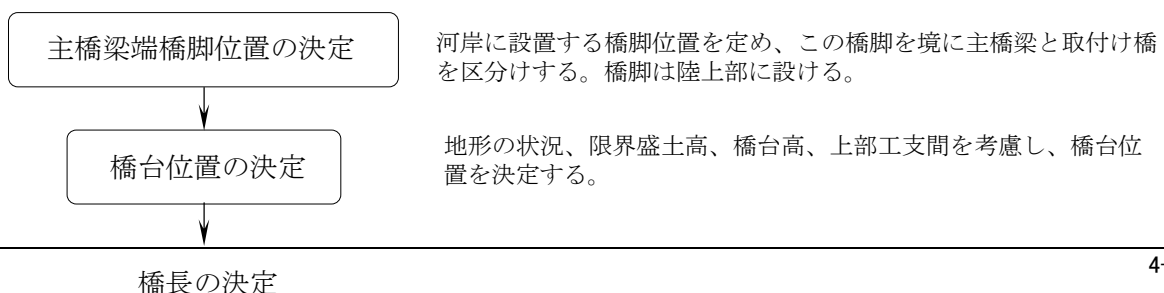 主橋梁端橋脚位置の決定
河岸に設置する橋脚位置を定め、この橋脚を境に主橋梁と取付け橋
を区分けする。橋脚は陸上部に設ける。
橋台位置の決定
地形の状況、限界盛土高、橋台高、上部工支間を考慮し、橋台位
置を決定する。
4-
橋長の決定